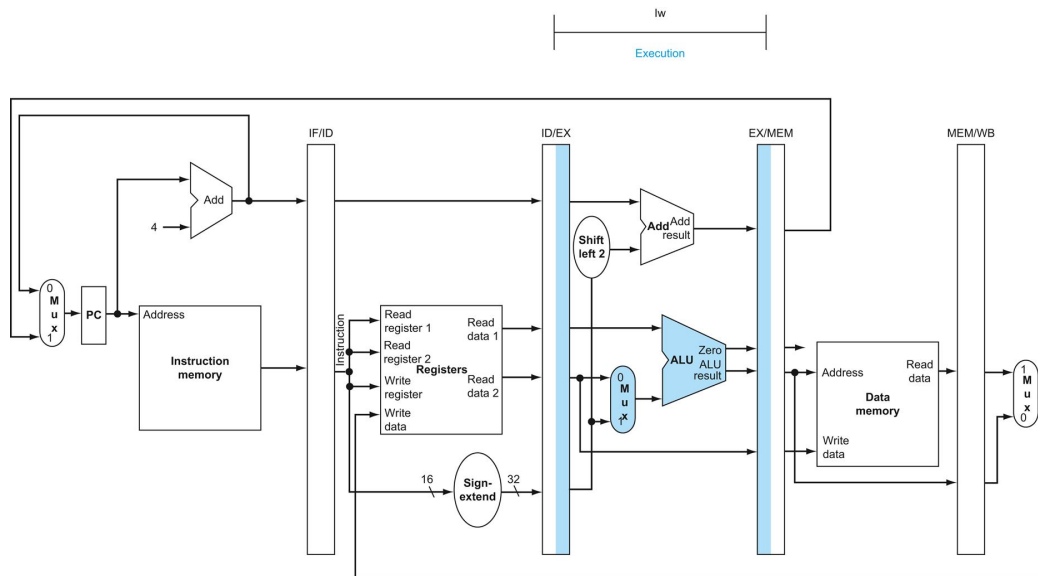 lw
Execution
IF/ID
ID/EX
EX/MEM
MEM/WB
Add
4
Shift
left 2
Add
Add
result
0
M
u
x
1
PC
Address
Instruction
memory
Instruction
Read
register 1
Read
register 2
Write
register
Write
data
Registers
Read
data 1
Read
data 2
16
Sign-
extend
32
0
M
u
x
1
ALU
Zero
ALU
result
Address
Write
data
Data
memory
Read
data
1
M
u
x
0